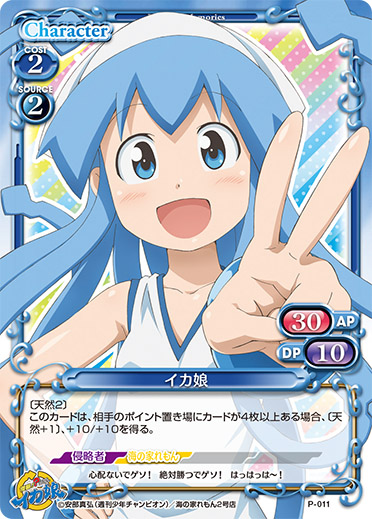 Character
COST
2
SOURCE
2
30 AP
DP 10
イカ娘
〔天然2〕
このカードは、相手のポイント置き場にカードが4枚以上ある場合、〔天
然+1〕、+10/+10を得る。
侵略者 海の家れもん
心配ないでゲソ! 絶対勝つでゲソ! はっはっは〜!
©安部真弘(週刊少年チャンピオン)/海の家れもん2号店
P-011